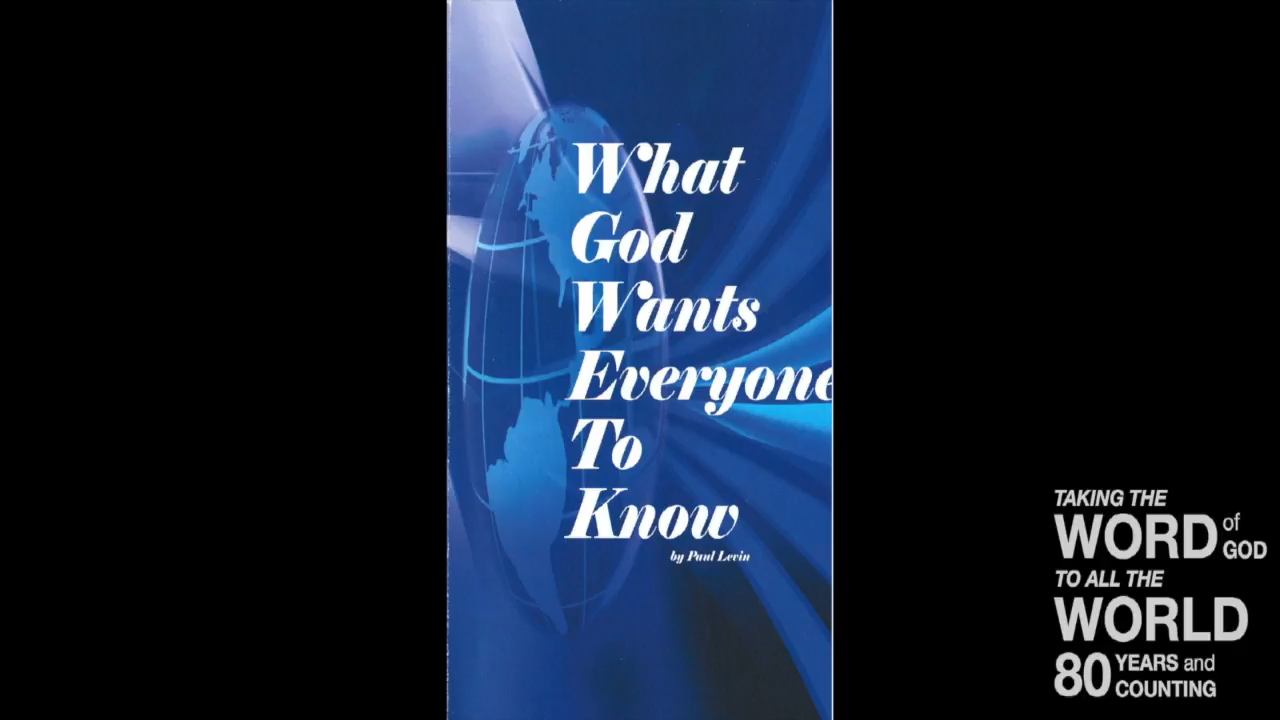 What
God
Wants
Everyone
To
Know
by Paul Levin
TAKING THE
WORD of GOD
TO ALL THE
WORLD
80 YEARS and
COUNTING